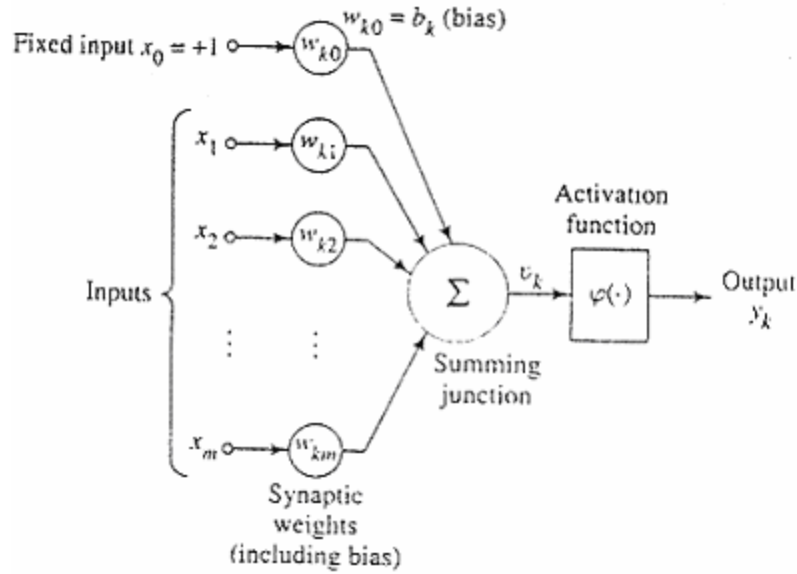 w_k0 = b_k (bias)
Fixed input x_0 = +1
w_k0
x_1
w_k1
x_2
w_k2
Inputs
⋮ ⋮
x_m
w_km
Σ
Summing
junction
v_k
Activation
function
φ(·)
Output
y_k
Synaptic
weights
(including bias)